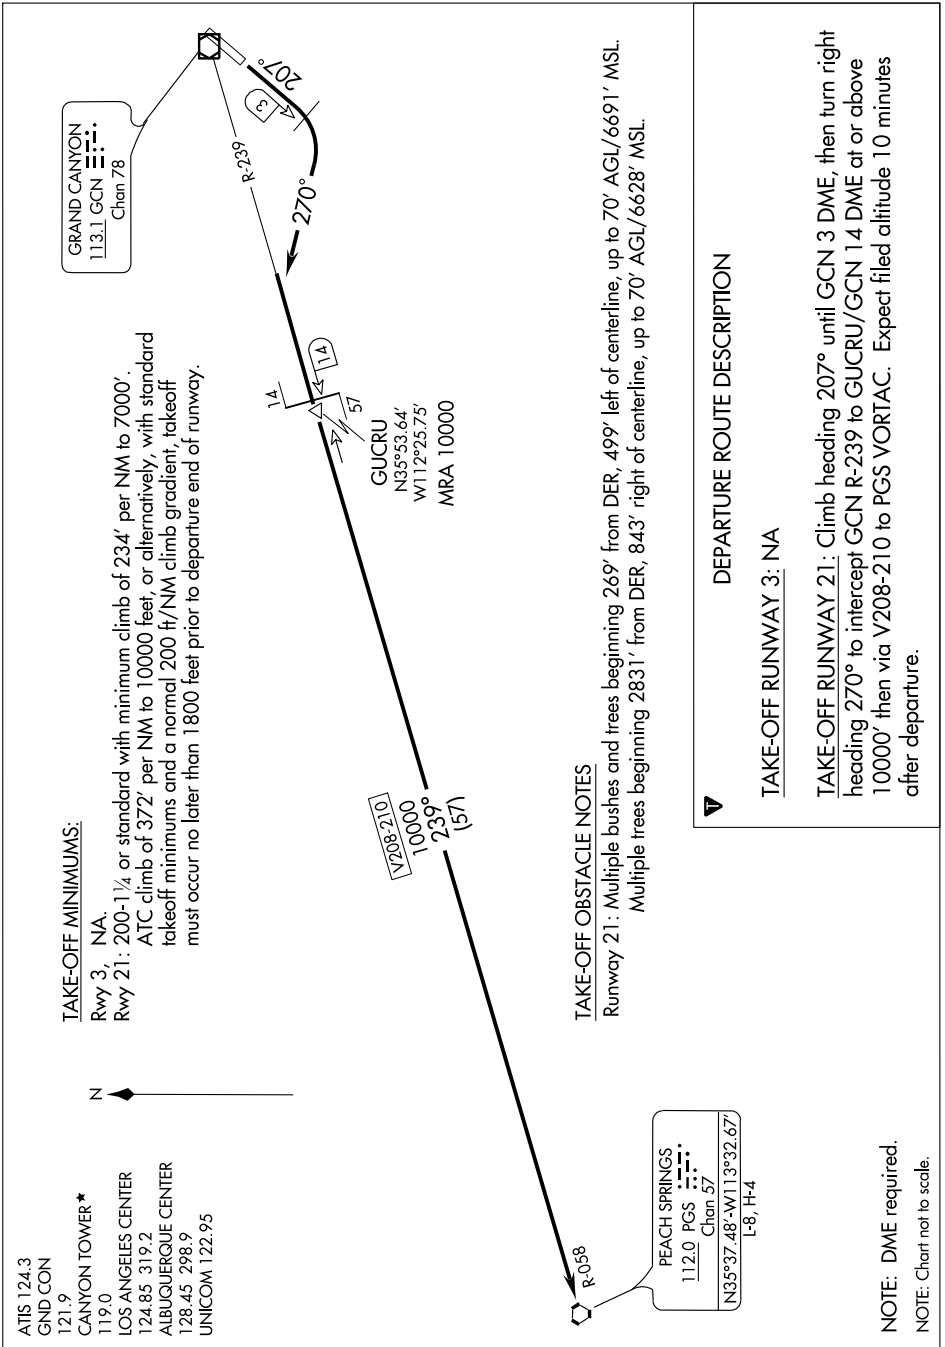 ATIS 124.3
GND CON
121.9
CANYON TOWER★
119.0
LOS ANGELES CENTER
124.85 319.2
ALBUQUERQUE CENTER
128.45 298.9
UNICOM 122.95
N
TAKE-OFF MINIMUMS:
Rwy 3, NA.
Rwy 21: 200-1¼ or standard with minimum climb of 234' per NM to 7000'.
ATC climb of 372' per NM to 10000 feet, or alternatively, with standard
takeoff minimums and a normal 200 ft/NM climb gradient, takeoff
must occur no later than 1800 feet prior to departure end of runway.
GRAND CANYON
113.1 GCN
Chan 78
207°
3
R-239
270°
14
14
57
GUCRU
N35°53.64'
W112°25.75'
MRA 10000
V208-210
10000
239°
(57)
R-058
PEACH SPRINGS
112.0 PGS
Chan 57
N35°37.48'-W113°32.67'
L-8, H-4
TAKE-OFF OBSTACLE NOTES
Runway 21: Multiple bushes and trees beginning 269' from DER, 499' left of centerline, up to 70' AGL/6691' MSL.
Multiple trees beginning 2831' from DER, 843' right of centerline, up to 70' AGL/6628' MSL.
T
DEPARTURE ROUTE DESCRIPTION
TAKE-OFF RUNWAY 3: NA
TAKE-OFF RUNWAY 21: Climb heading 207° until GCN 3 DME, then turn right
heading 270° to intercept GCN R-239 to GUCRU/GCN 14 DME at or above
10000' then via V208-210 to PGS VORTAC. Expect filed altitude 10 minutes
after departure.
NOTE: DME required.
NOTE: Chart not to scale.